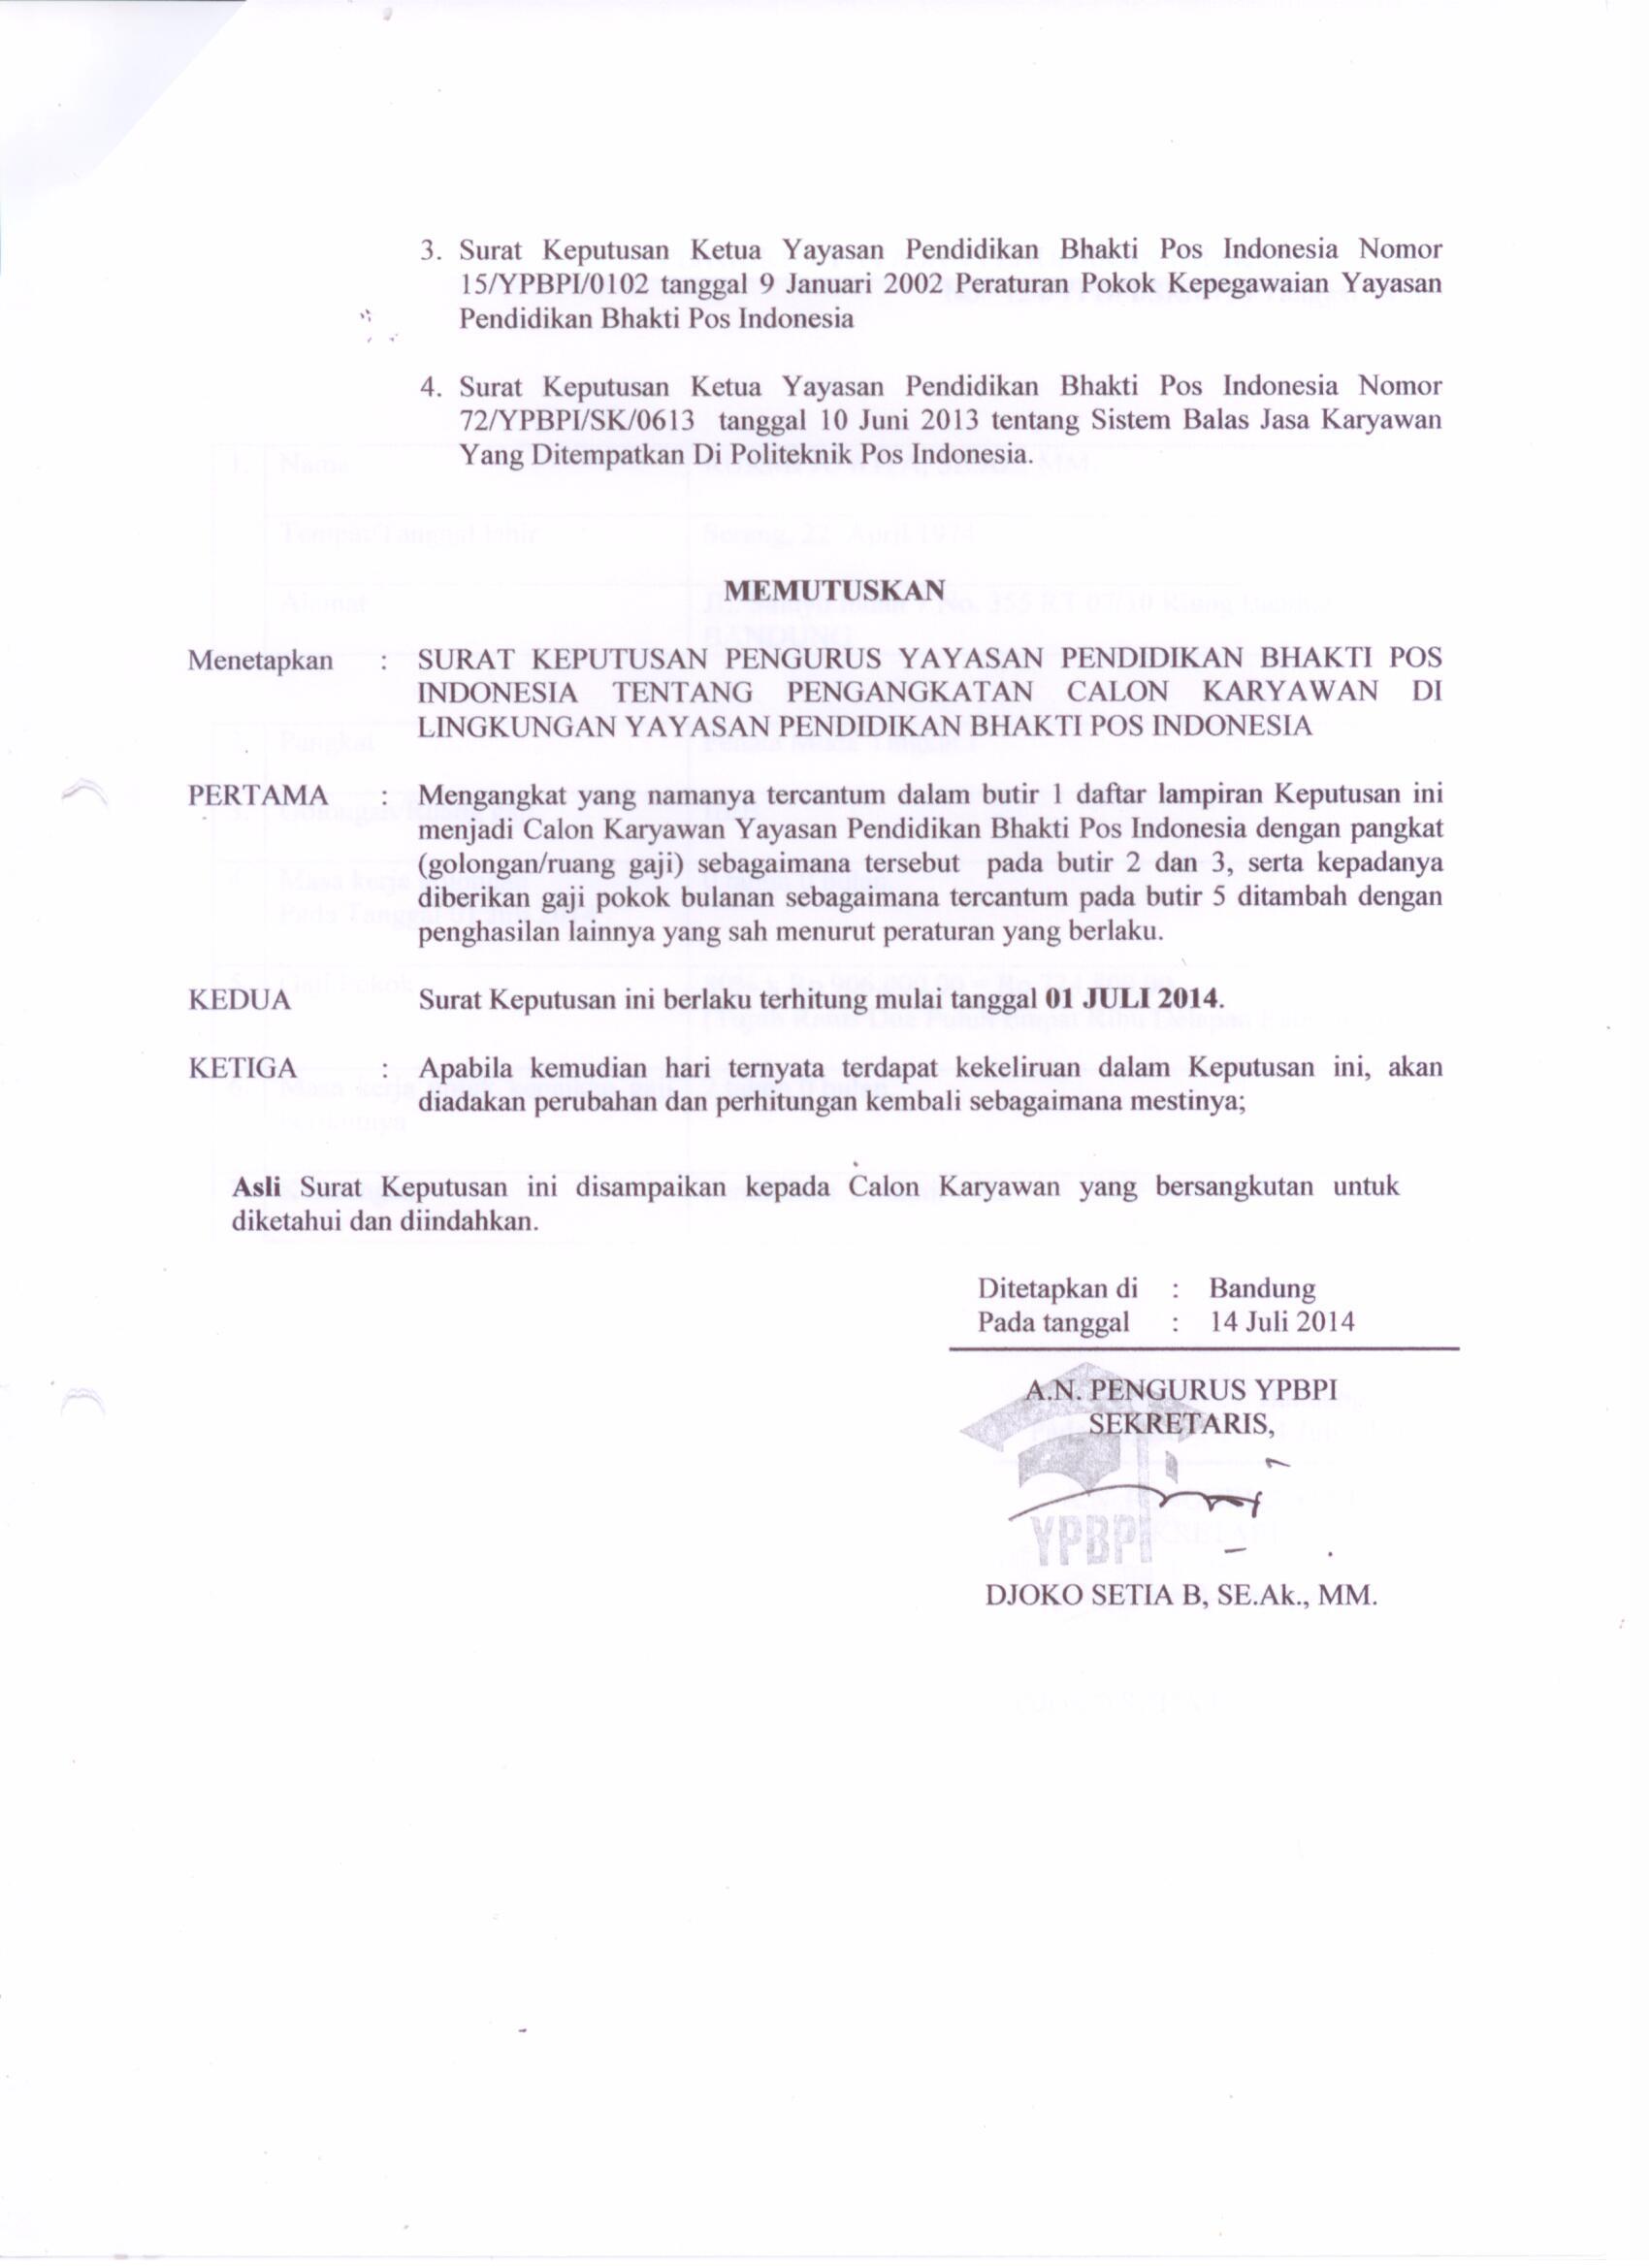 3. Surat Keputusan Ketua Yayasan Pendidikan Bhakti Pos Indonesia Nomor
15/YPBPI/0102 tanggal 9 Januari 2002 Peraturan Pokok Kepegawaian Yayasan
Pendidikan Bhakti Pos Indonesia
4. Surat Keputusan Ketua Yayasan Pendidikan Bhakti Pos Indonesia Nomor
72/YPBPI/SK/0613 tanggal 10 Juni 2013 tentang Sistem Balas Jasa Karyawan
Yang Ditempatkan Di Politeknik Pos Indonesia.
MEMUTUSKAN
Menetapkan : SURAT KEPUTUSAN PENGURUS YAYASAN PENDIDIKAN BHAKTI POS
INDONESIA TENTANG PENGANGKATAN CALON KARYAWAN DI
LINGKUNGAN YAYASAN PENDIDIKAN BHAKTI POS INDONESIA
PERTAMA : Mengangkat yang namanya tercantum dalam butir 1 daftar lampiran Keputusan ini
menjadi Calon Karyawan Yayasan Pendidikan Bhakti Pos Indonesia dengan pangkat
(golongan/ruang gaji) sebagaimana tersebut pada butir 2 dan 3, serta kepadanya
diberikan gaji pokok bulanan sebagaimana tercantum pada butir 5 ditambah dengan
penghasilan lainnya yang sah menurut peraturan yang berlaku.
KEDUA Surat Keputusan ini berlaku terhitung mulai tanggal 01 JULI 2014.
KETIGA : Apabila kemudian hari ternyata terdapat kekeliruan dalam Keputusan ini, akan
diadakan perubahan dan perhitungan kembali sebagaimana mestinya;
Asli Surat Keputusan ini disampaikan kepada Calon Karyawan yang bersangkutan untuk
diketahui dan diindahkan.
Ditetapkan di : Bandung
Pada tanggal : 14 Juli 2014
A.N. PENGURUS YPBPI
SEKRETARIS,
YPBPI
DJOKO SETIA B, SE.Ak., MM.